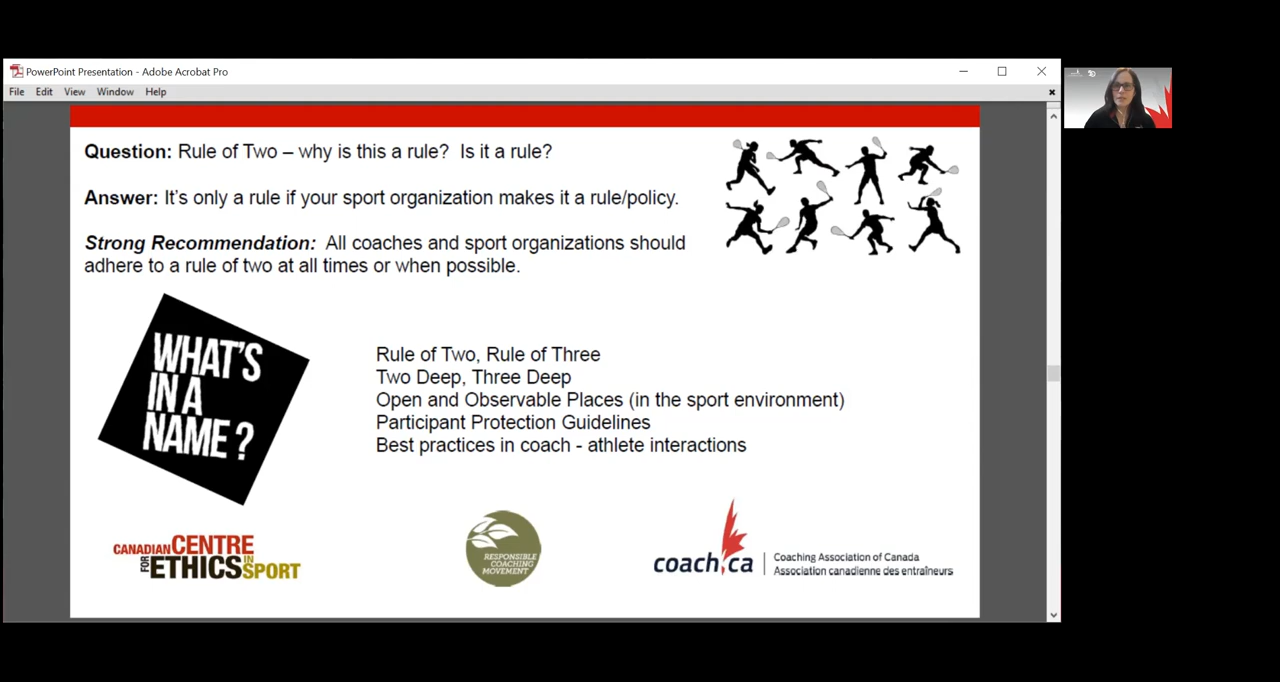 PowerPoint Presentation - Adobe Acrobat Pro
File Edit View Window Help
Question: Rule of Two – why is this a rule? Is it a rule?
Answer: It's only a rule if your sport organization makes it a rule/policy.
Strong Recommendation: All coaches and sport organizations should
adhere to a rule of two at all times or when possible.
WHAT'S
IN A
NAME?
Rule of Two, Rule of Three
Two Deep, Three Deep
Open and Observable Places (in the sport environment)
Participant Protection Guidelines
Best practices in coach - athlete interactions
CANADIAN CENTRE
FOR ETHICS IN SPORT
RESPONSIBLE
COACHING
MOVEMENT
coach.ca
Coaching Association of Canada
Association canadienne des entraîneurs